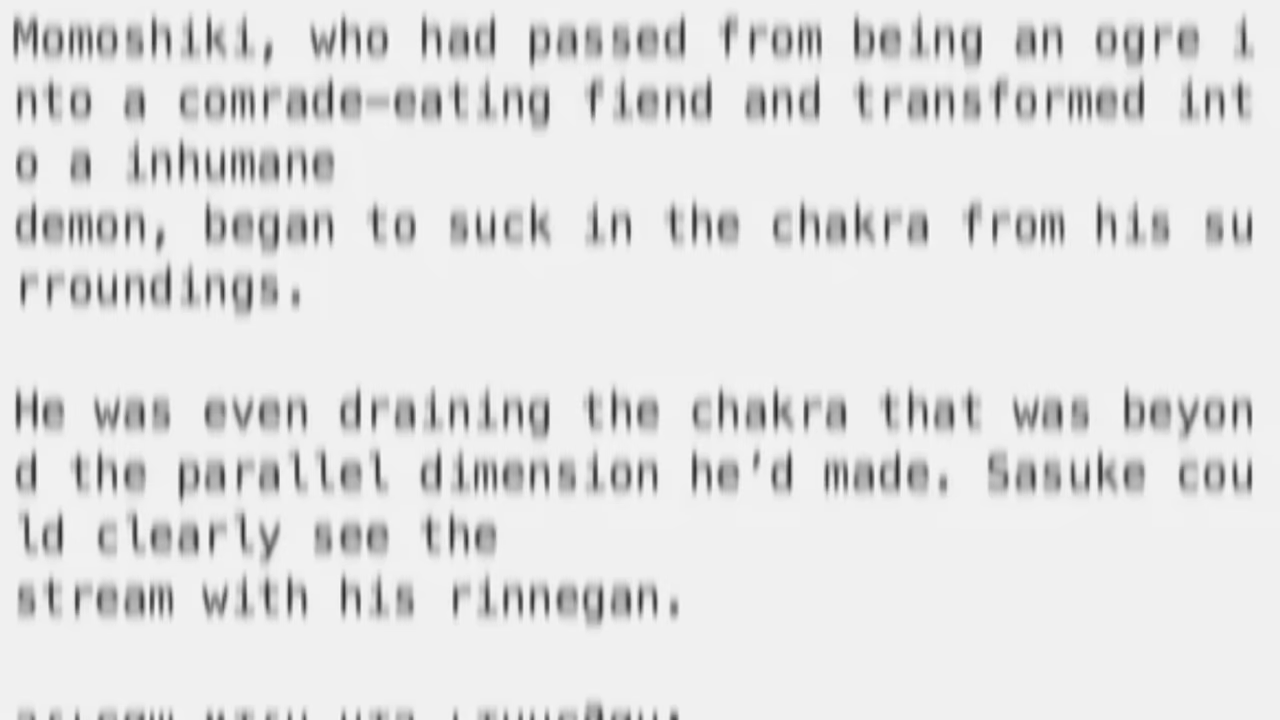 Momoshiki, who had passed from being an ogre i
nto a comrade-eating fiend and transformed int
o a inhumane
demon, began to suck in the chakra from his su
rroundings.
He was even draining the chakra that was beyon
d the parallel dimension he’d made. Sasuke cou
ld clearly see the
stream with his rinnegan.